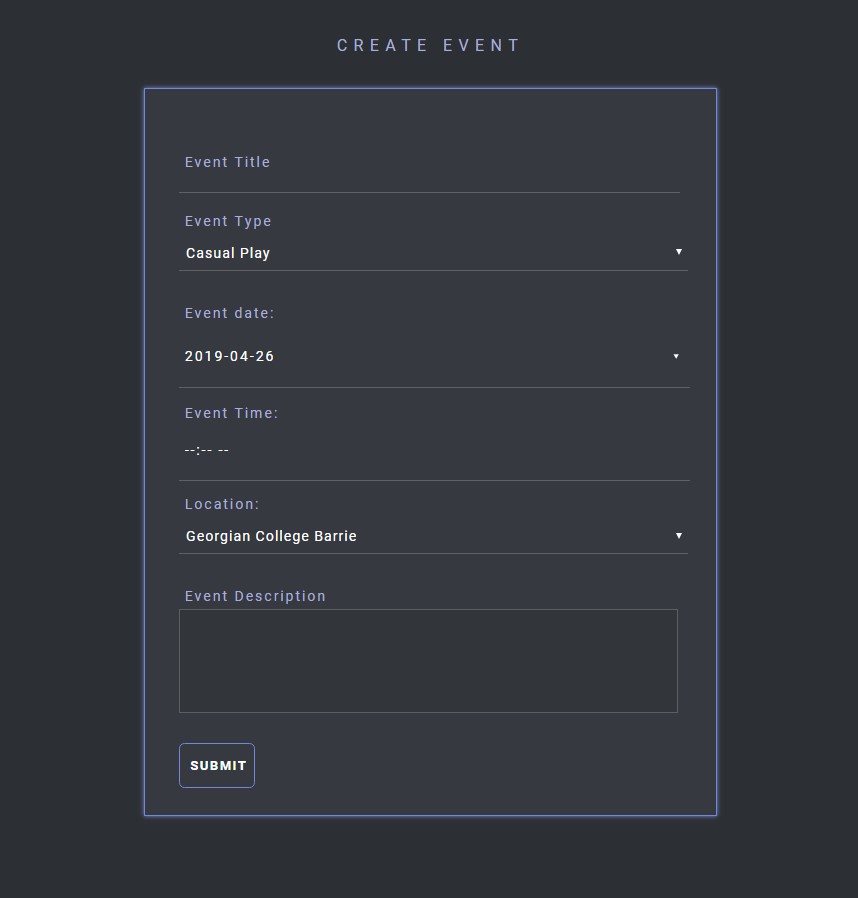 CREATE EVENT
Event Title
Event Type
Casual Play
Event date:
2019-04-26
Event Time:
--:-- --
Location:
Georgian College Barrie
Event Description
SUBMIT